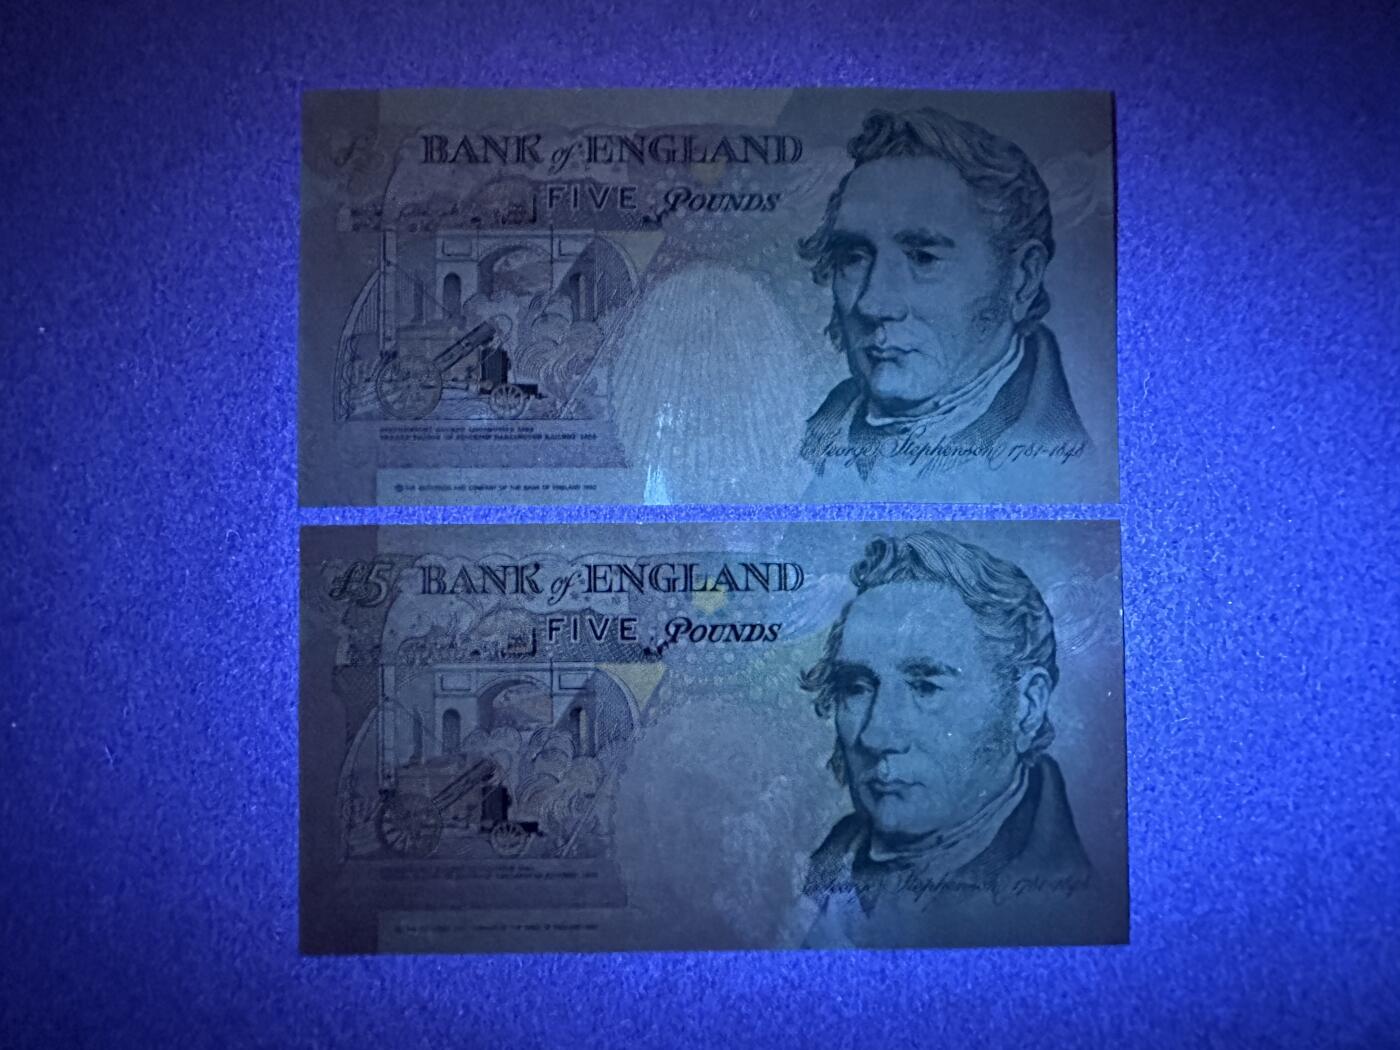 BANK of ENGLAND
FIVE POUNDS
George Stephenson 1781-1848
£5
BANK of ENGLAND
FIVE POUNDS
George Stephenson 1781-1848